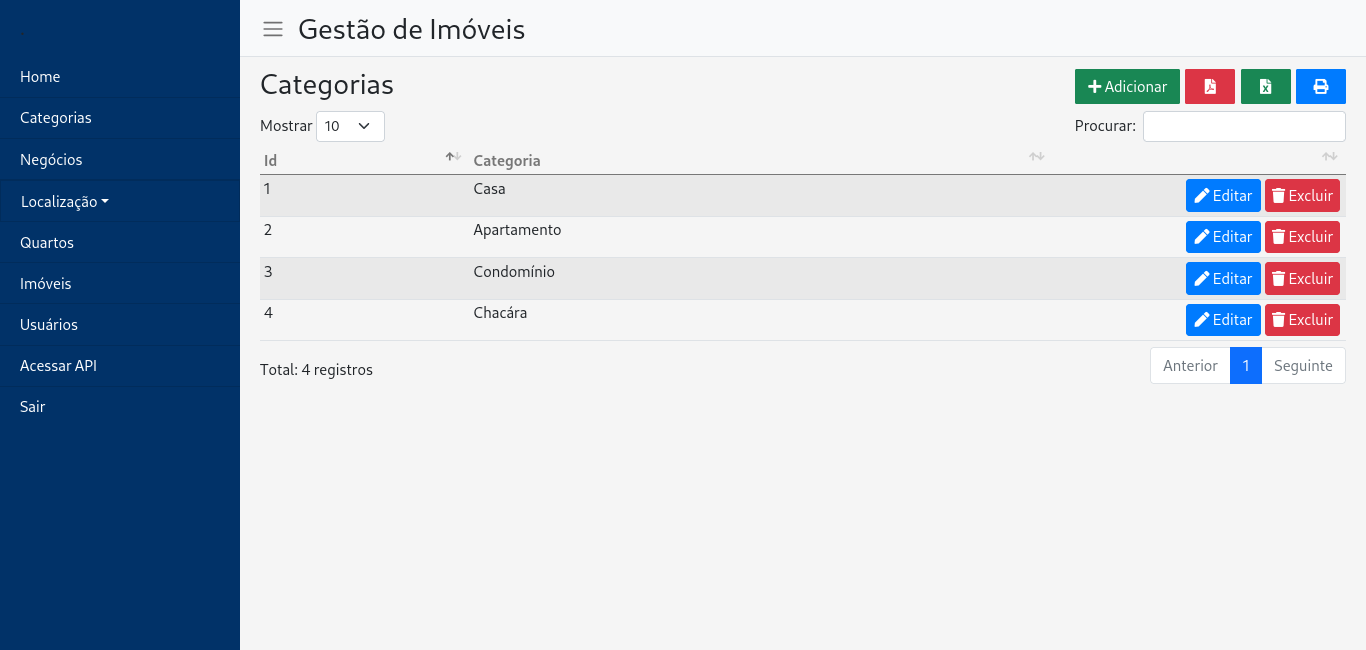 Gestão de Imóveis
Home
Categorias
Negócios
Localização
Quartos
Imóveis
Usuários
Acessar API
Sair
Categorias
Adicionar
Mostrar 10
Procurar:
Id Categoria
1 Casa Editar Excluir
2 Apartamento Editar Excluir
3 Condomínio Editar Excluir
4 Chacára Editar Excluir
Total: 4 registros
Anterior 1 Seguinte